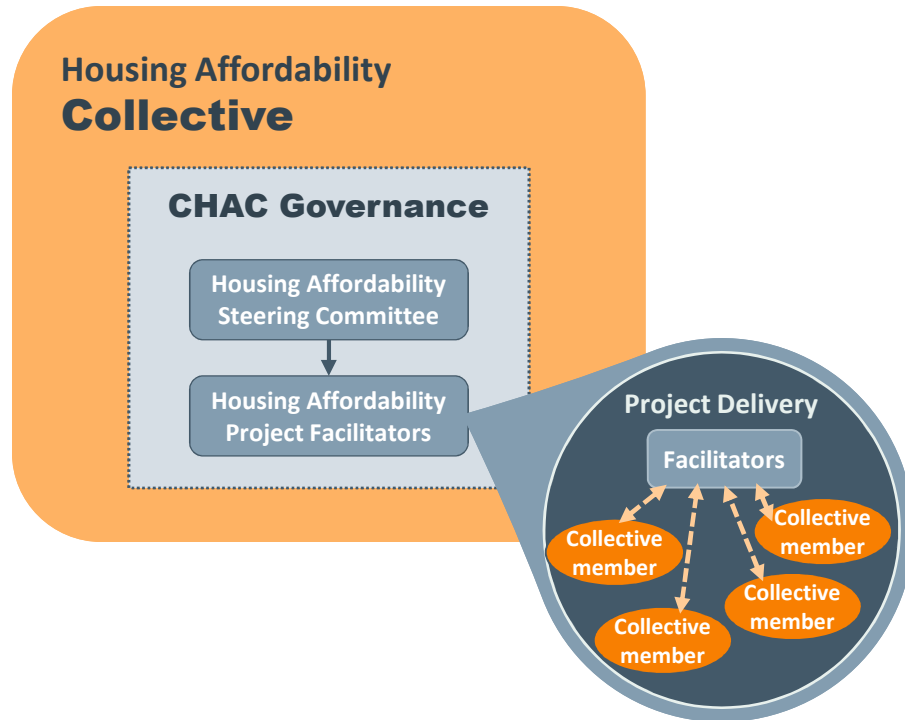 Housing Affordability
Collective
CHAC Governance
Housing Affordability
Steering Committee
Housing Affordability
Project Facilitators
Project Delivery
Facilitators
Collective
member
Collective
member
Collective
member
Collective
member